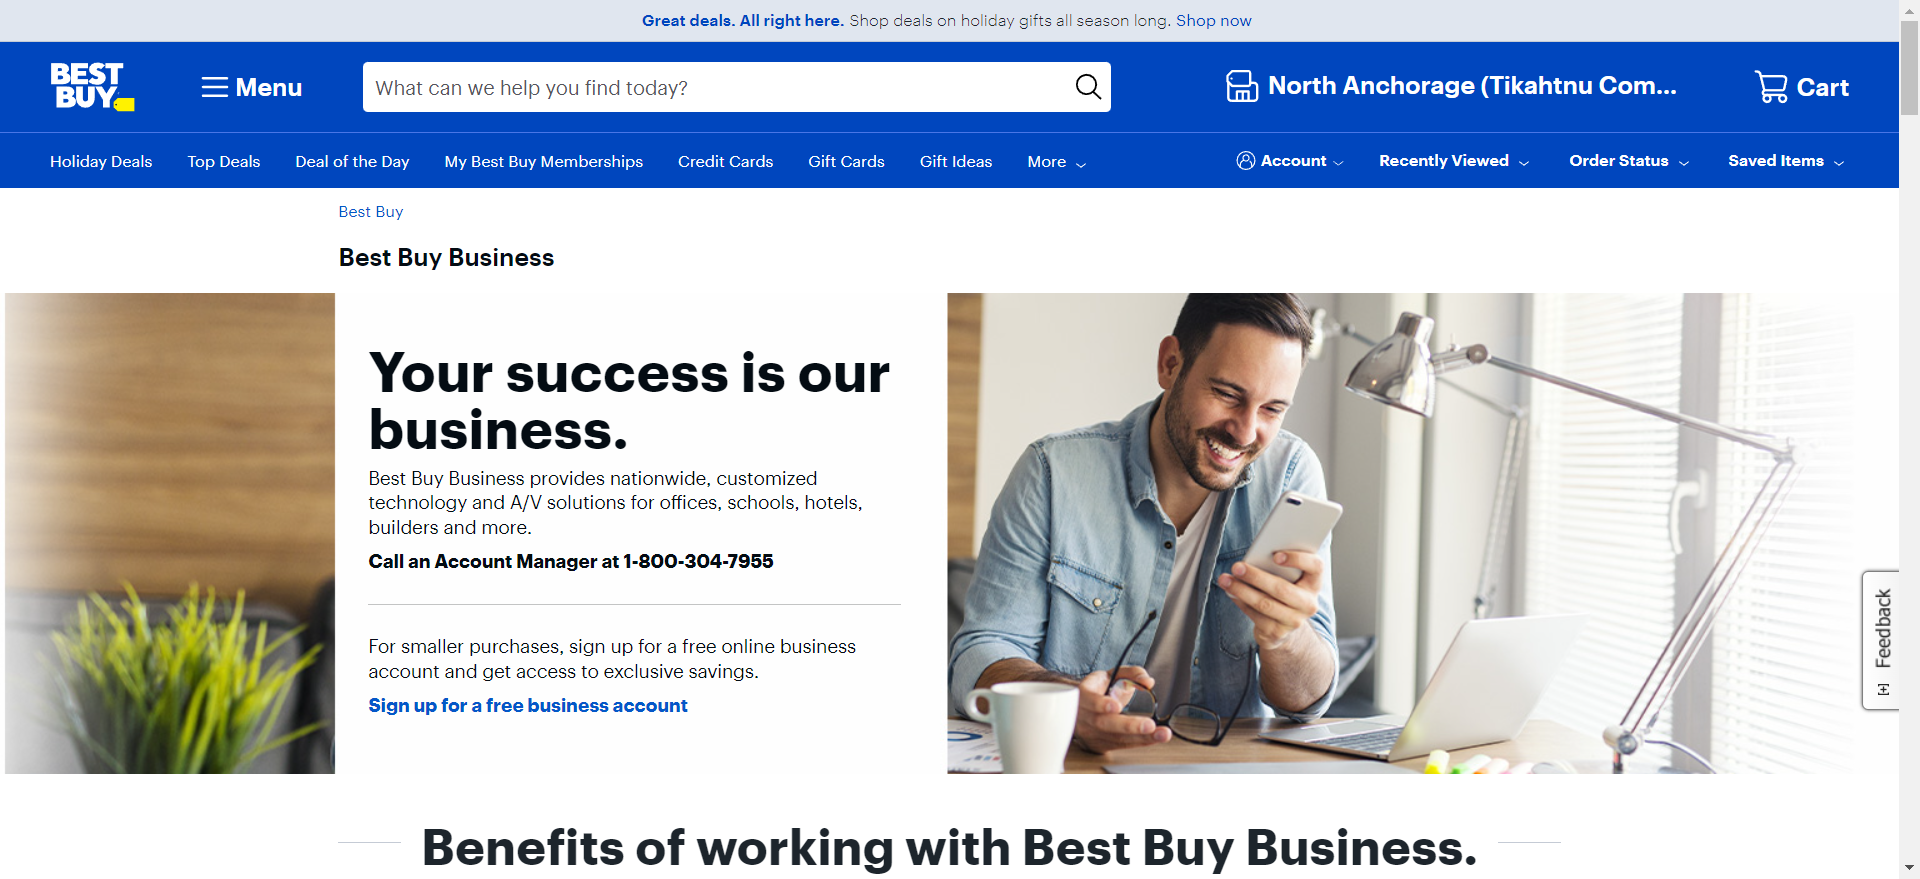 Great deals. All right here. Shop deals on holiday gifts all season long. Shop now
BEST
BUY
Menu
What can we help you find today?
North Anchorage (Tikahtnu Com...
Cart
Holiday Deals
Top Deals
Deal of the Day
My Best Buy Memberships
Credit Cards
Gift Cards
Gift Ideas
More
Account
Recently Viewed
Order Status
Saved Items
Best Buy
Best Buy Business
Your success is our
business.
Best Buy Business provides nationwide, customized
technology and A/V solutions for offices, schools, hotels,
builders and more.
Call an Account Manager at 1-800-304-7955
For smaller purchases, sign up for a free online business
account and get access to exclusive savings.
Sign up for a free business account
[+] Feedback
Benefits of working with Best Buy Business.